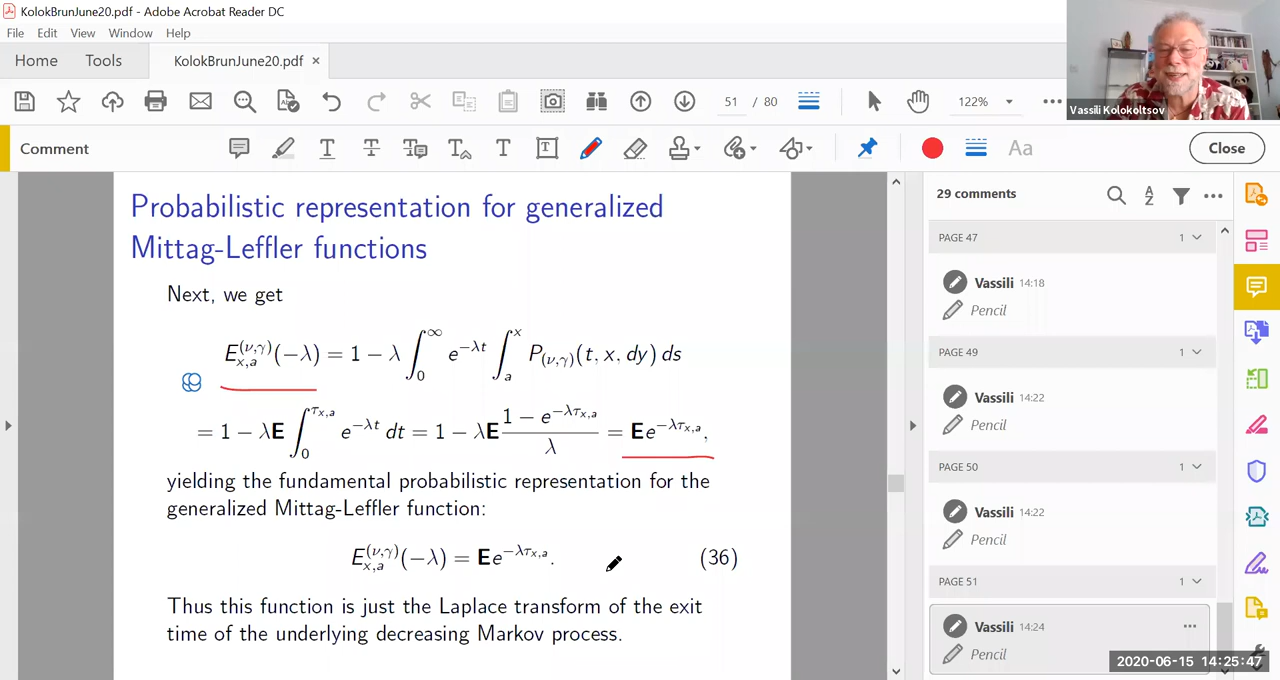 KolokBrunJune20.pdf - Adobe Acrobat Reader DC
File Edit View Window Help
Home Tools KolokBrunJune20.pdf ×
51 / 80 122%
Vassili Kolokoltsov
Comment Aa Close
Probabilistic representation for generalized
Mittag-Leffler functions
Next, we get
E_{x,a}^{(ν,γ)}(−λ) = 1 − λ ∫_0^∞ e^{−λt} ∫_a^x P_{(ν,γ)}(t, x, dy) ds
= 1 − λE ∫_0^{τ_{x,a}} e^{−λt} dt = 1 − λE (1 − e^{−λτ_{x,a}})/λ = Ee^{−λτ_{x,a}},
yielding the fundamental probabilistic representation for the
generalized Mittag-Leffler function:
E_{x,a}^{(ν,γ)}(−λ) = Ee^{−λτ_{x,a}}. (36)
Thus this function is just the Laplace transform of the exit
time of the underlying decreasing Markov process.
29 comments
PAGE 47 1
Vassili 14:18
Pencil
PAGE 49 1
Vassili 14:22
Pencil
PAGE 50 1
Vassili 14:22
Pencil
PAGE 51 1
Vassili 14:24
Pencil
2020-06-15 14:25:47